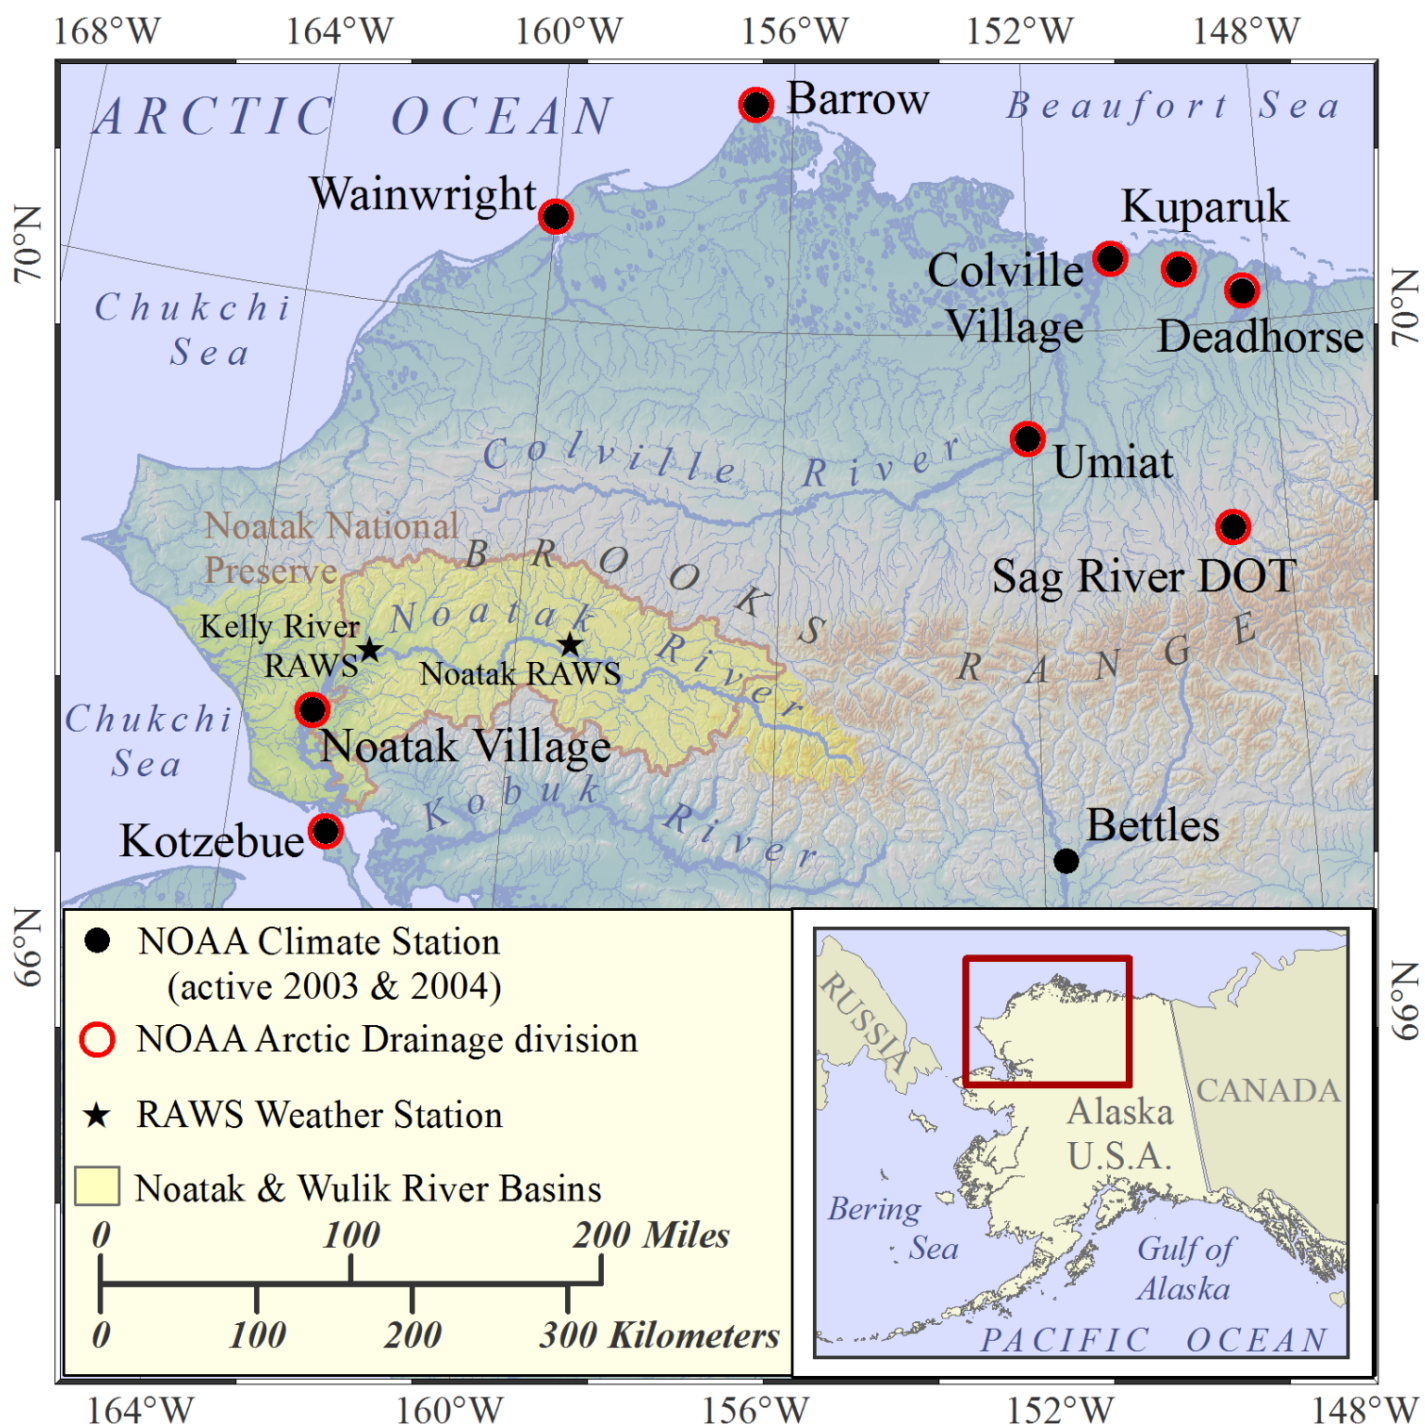 168°W 164°W 160°W 156°W 152°W 148°W
ARCTIC OCEAN
Barrow
Beaufort Sea
Wainwright
Kuparuk
70°N
Colville
Village
70°N
Chukchi
Sea
Deadhorse
Colville River
Umiat
Noatak National
Preserve
BROOKS RANGE
Sag River DOT
Kelly River
RAWS
Noatak River
Noatak RAWS
Chukchi
Sea
Noatak Village
Kobuk River
Kotzebue
Bettles
66°N
66°N
NOAA Climate Station
(active 2003 & 2004)
NOAA Arctic Drainage division
RAWS Weather Station
Noatak & Wulik River Basins
0 100 200 Miles
0 100 200 300 Kilometers
RUSSIA
CANADA
Alaska
U.S.A.
Bering
Sea
Gulf of
Alaska
PACIFIC OCEAN
164°W 160°W 156°W 152°W 148°W